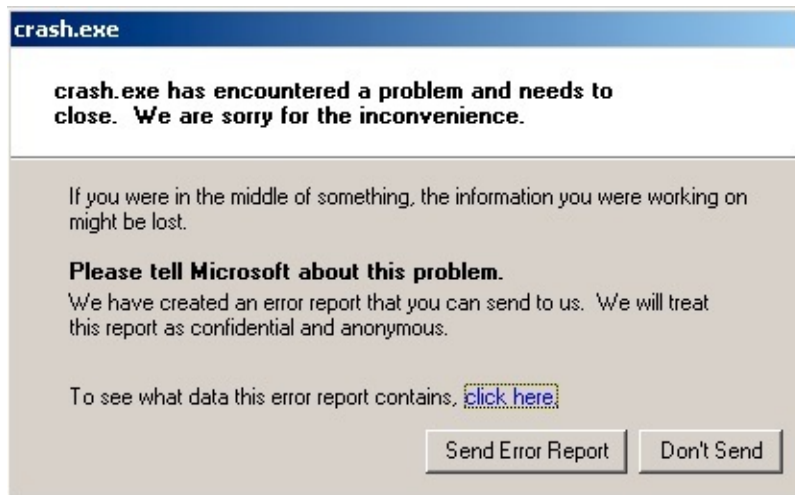 crash.exe
crash.exe has encountered a problem and needs to
close.  We are sorry for the inconvenience.
If you were in the middle of something, the information you were working on
might be lost.
Please tell Microsoft about this problem.
We have created an error report that you can send to us.  We will treat
this report as confidential and anonymous.
To see what data this error report contains, click here.
Send Error Report
Don't Send